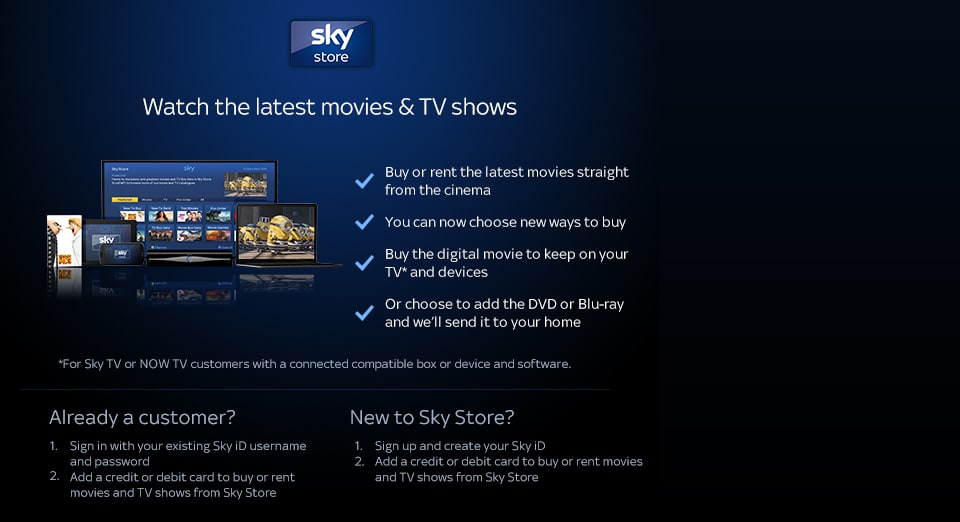 sky
store
Watch the latest movies & TV shows
Buy or rent the latest movies straight
from the cinema
You can now choose new ways to buy
Buy the digital movie to keep on your
TV* and devices
Or choose to add the DVD or Blu-ray
and we'll send it to your home
Sky Store
sky
Featured
sky
sky
*For Sky TV or NOW TV customers with a connected compatible box or device and software.
Already a customer?
1. Sign in with your existing Sky iD username
and password
2. Add a credit or debit card to buy or rent
movies and TV shows from Sky Store
New to Sky Store?
1. Sign up and create your Sky iD
2. Add a credit or debit card to buy or rent movies
and TV shows from Sky Store